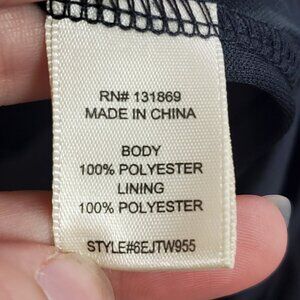 RN# 131869
MADE IN CHINA
BODY
100% POLYESTER
LINING
100% POLYESTER
STYLE#6EJTW955